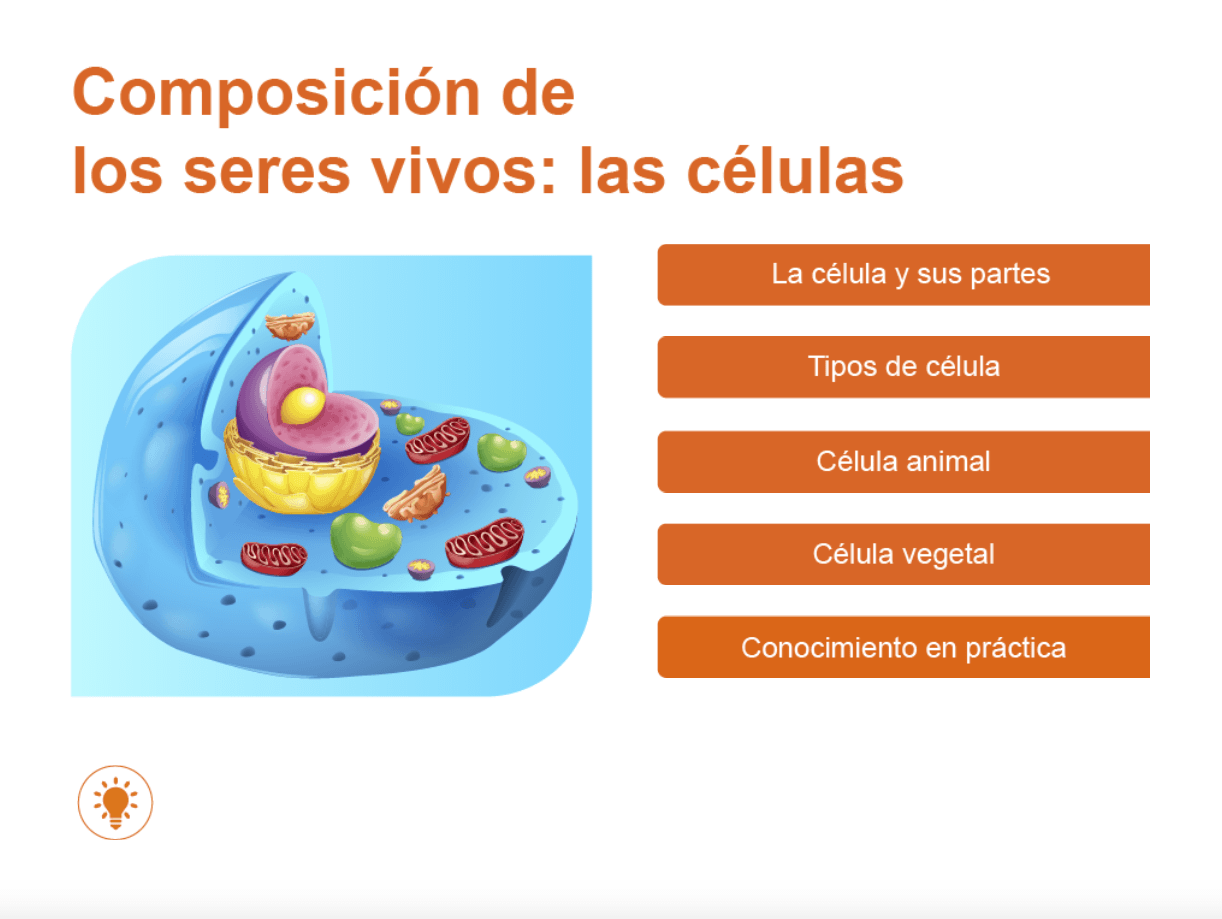 Composición de
los seres vivos: las células
La célula y sus partes
Tipos de célula
Célula animal
Célula vegetal
Conocimiento en práctica